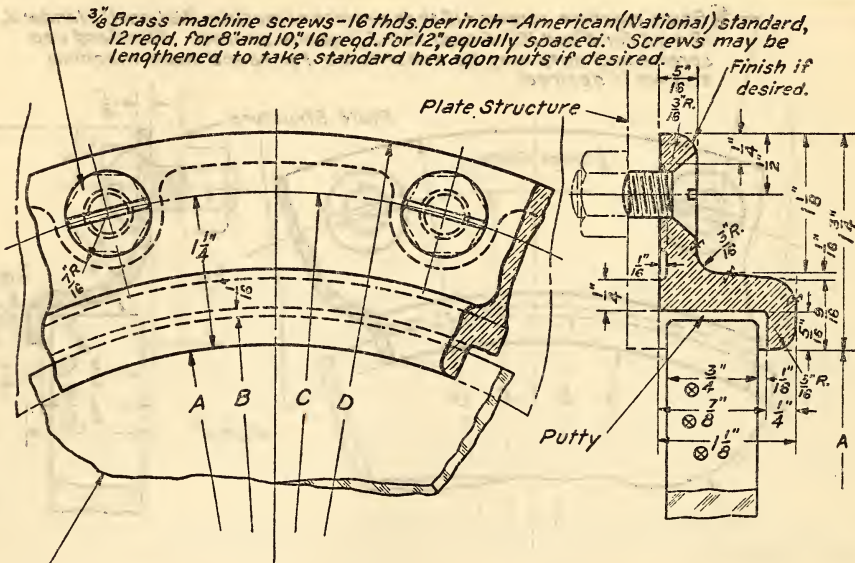 3/8" Brass machine screws-16 thds. per inch-American (National) standard,
12 reqd. for 8" and 10", 16 reqd. for 12", equally spaced. Screws may be
lengthened to take standard hexagon nuts if desired.
Plate Structure
Finish if
desired.
5"
16
3"R.
16
1"
4
1"
2
1 1/8"
1 3/4"
1"
16
5"R.
16
9
16
5"
16
7"R.
16
1 1/4"
1"
16
1"
4
1"
16
A
B
C
D
Putty
3/4"
7/8"
1 1/8"
1"
16
1"
4
A